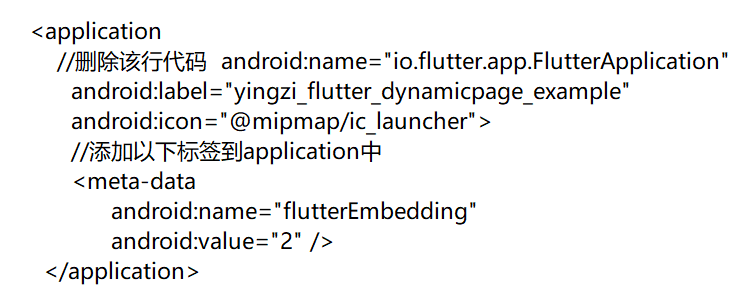 <application
//删除该行代码 android:name="io.flutter.app.FlutterApplication"
android:label="yingzi_flutter_dynamicpage_example"
android:icon="@mipmap/ic_launcher">
//添加以下标签到application中
<meta-data
android:name="flutterEmbedding"
android:value="2" />
</application>